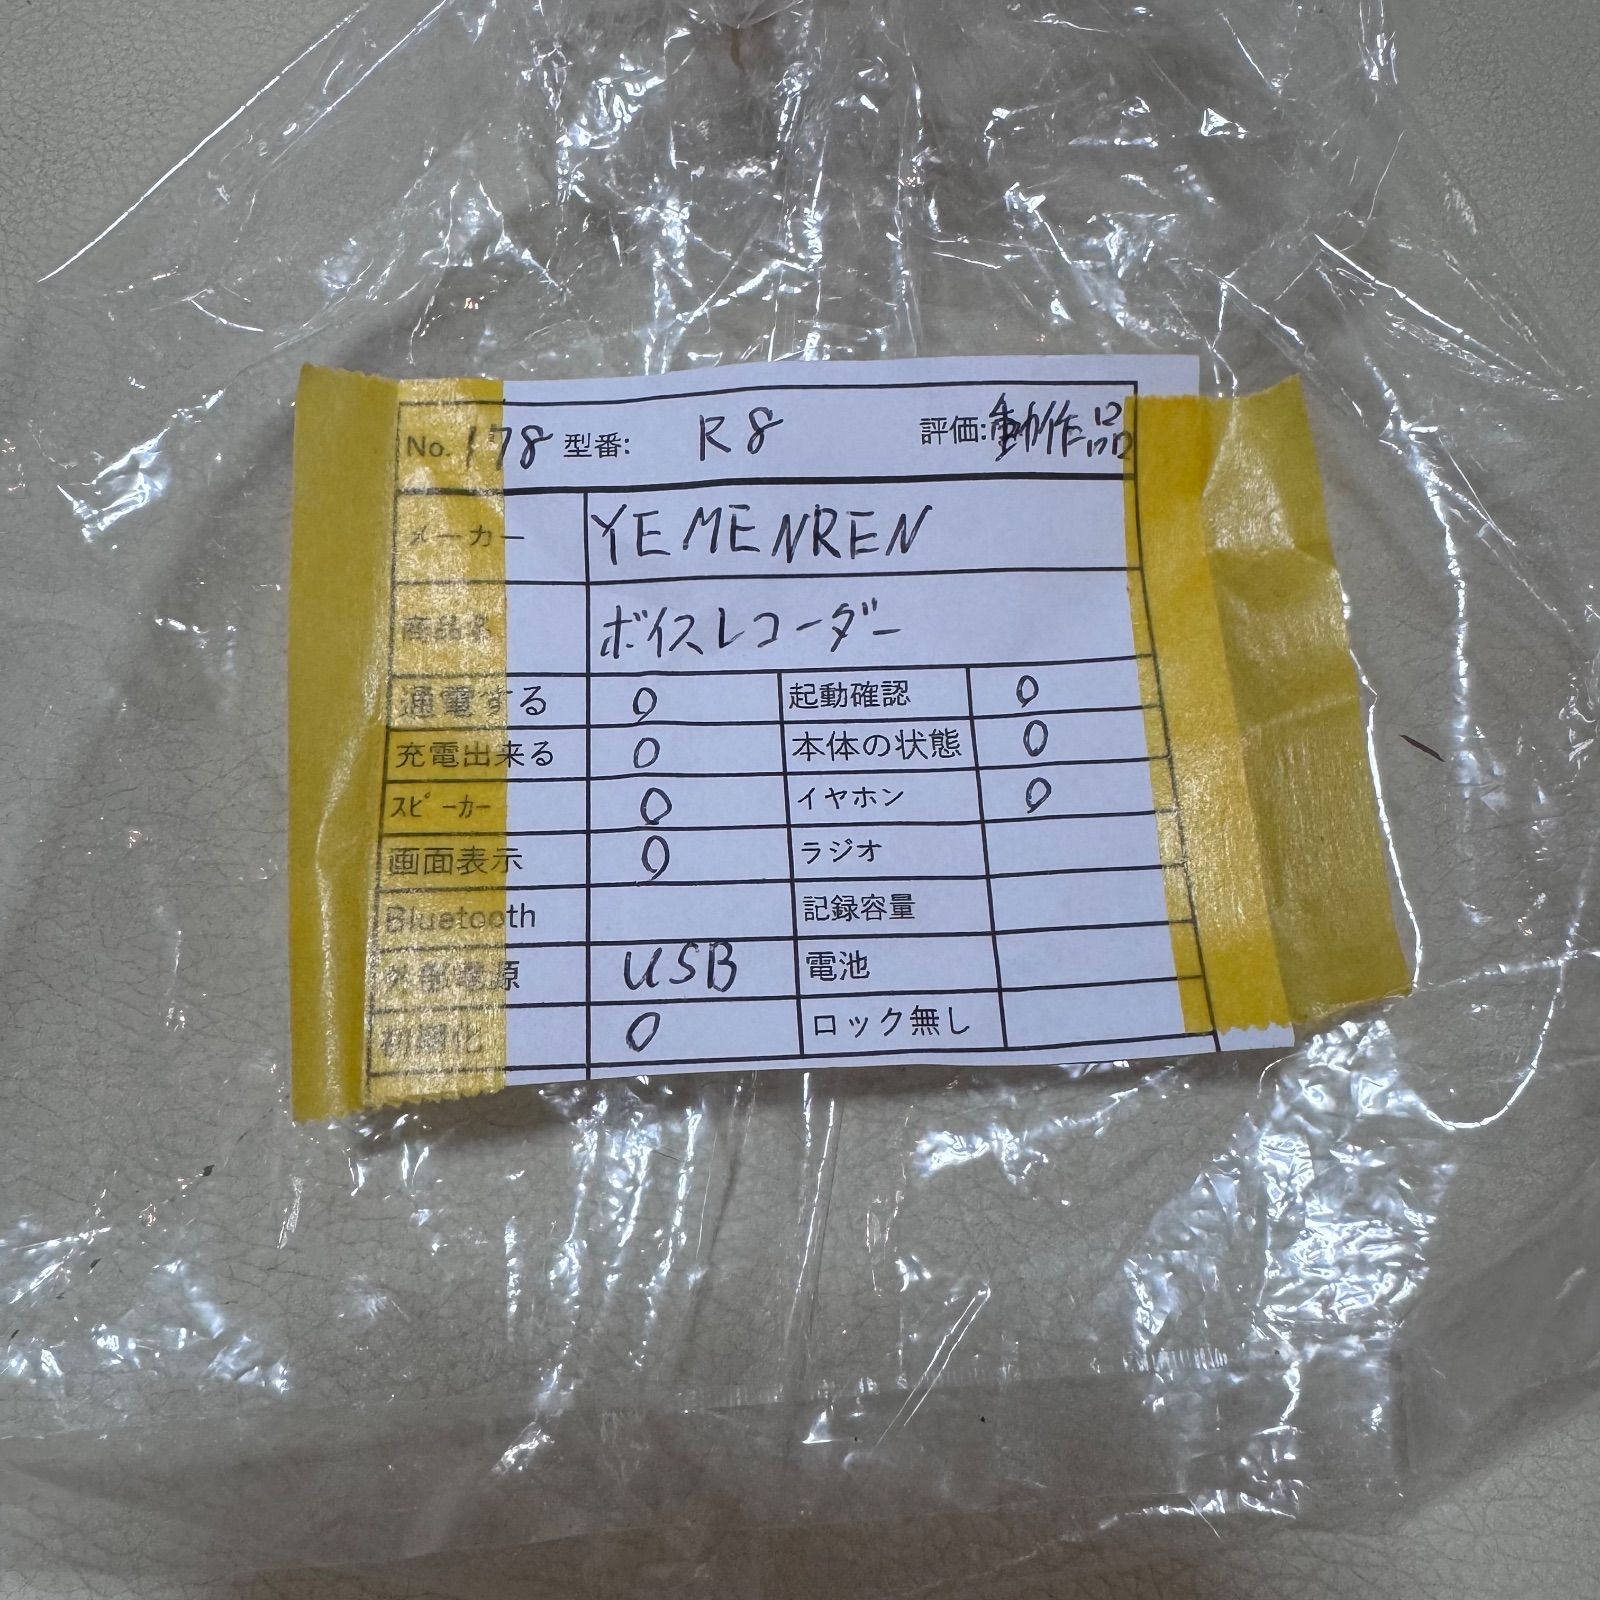 No. 178 型番: R8 評価: 動作品
メーカー YEMENREN
商品名 ボイスレコーダー
通電する O 起動確認 O
充電出来る O 本体の状態 O
スピーカー O イヤホン O
画面表示 O ラジオ
Bluetooth 記録容量
外部電源 USB 電池
初期化 O ロック無し